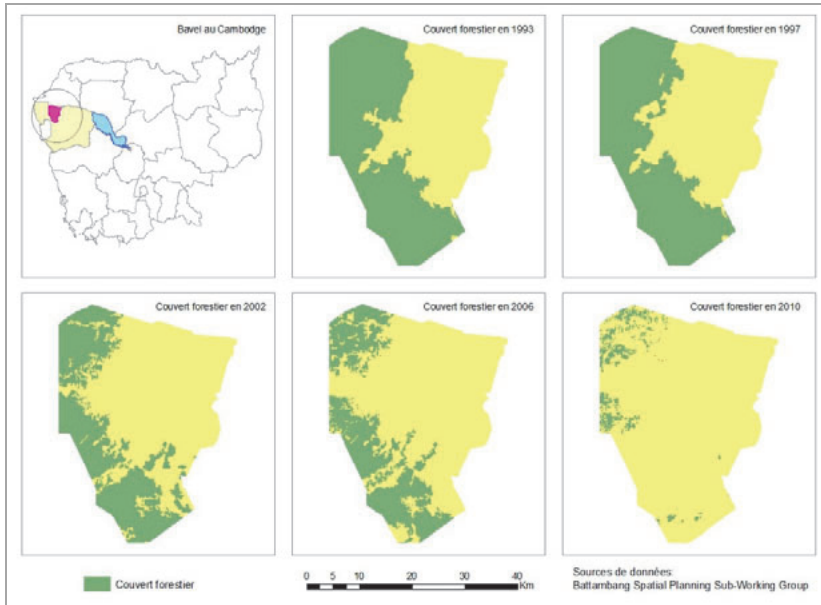 Bavel au Cambodge
Couvert forestier en 1993
Couvert forestier en 1997
Couvert forestier en 2002
Couvert forestier en 2006
Couvert forestier en 2010
Couvert forestier
0 5 10 20 30 40
Km
Sources de données:
Battambang Spatial Planning Sub-Working Group